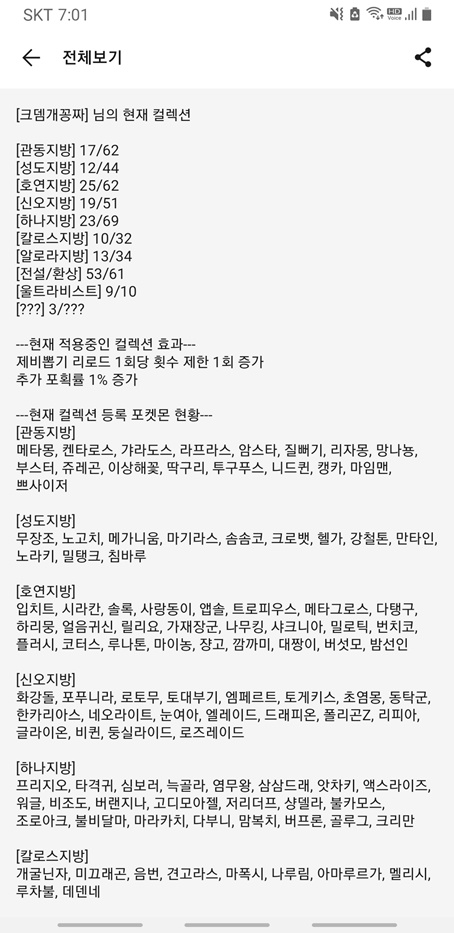 SKT 7:01
HD
Voice
전체보기
[크뎀개꽁짜] 님의 현재 컬렉션
[관동지방] 17/62
[성도지방] 12/44
[호연지방] 25/62
[신오지방] 19/51
[하나지방] 23/69
[칼로스지방] 10/32
[알로라지방] 13/34
[전설/환상] 53/61
[울트라비스트] 9/10
[???] 3/???
---현재 적용중인 컬렉션 효과---
제비뽑기 리로드 1회당 횟수 제한 1회 증가
추가 포획률 1% 증가
---현재 컬렉션 등록 포켓몬 현황---
[관동지방]
메타몽, 켄타로스, 갸라도스, 라프라스, 암스타, 질뻐기, 리자몽, 망나뇽,
부스터, 쥬레곤, 이상해꽃, 딱구리, 투구푸스, 니드퀸, 캥카, 마임맨,
쁘사이저
[성도지방]
무장조, 노고치, 메가니움, 마기라스, 솜솜코, 크로뱃, 헬가, 강철톤, 만타인,
노라키, 밀탱크, 침바루
[호연지방]
입치트, 시라칸, 솔록, 사랑동이, 앱솔, 트로피우스, 메타그로스, 다탱구,
하리뭉, 얼음귀신, 릴리요, 가재장군, 나무킹, 샤크니아, 밀로틱, 번치코,
플러시, 코터스, 루나톤, 마이농, 쟝고, 깜까미, 대짱이, 버섯모, 밤선인
[신오지방]
화강돌, 포푸니라, 로토무, 토대부기, 엠페르트, 토게키스, 초염몽, 동탁군,
한카리아스, 네오라이트, 눈여아, 엘레이드, 드래피온, 폴리곤Z, 리피아,
글라이온, 비퀸, 둥실라이드, 로즈레이드
[하나지방]
프리지오, 타격귀, 심보러, 늑골라, 염무왕, 삼삼드래, 앗차키, 액스라이즈,
워글, 비조도, 버랜지나, 고디모아젤, 저리더프, 샹델라, 불카모스,
조로아크, 불비달마, 마라카치, 다부니, 맘복치, 버프론, 골루그, 크리만
[칼로스지방]
개굴닌자, 미끄래곤, 음번, 견고라스, 마폭시, 나루림, 아마루르가, 멜리시,
루차불, 데덴네